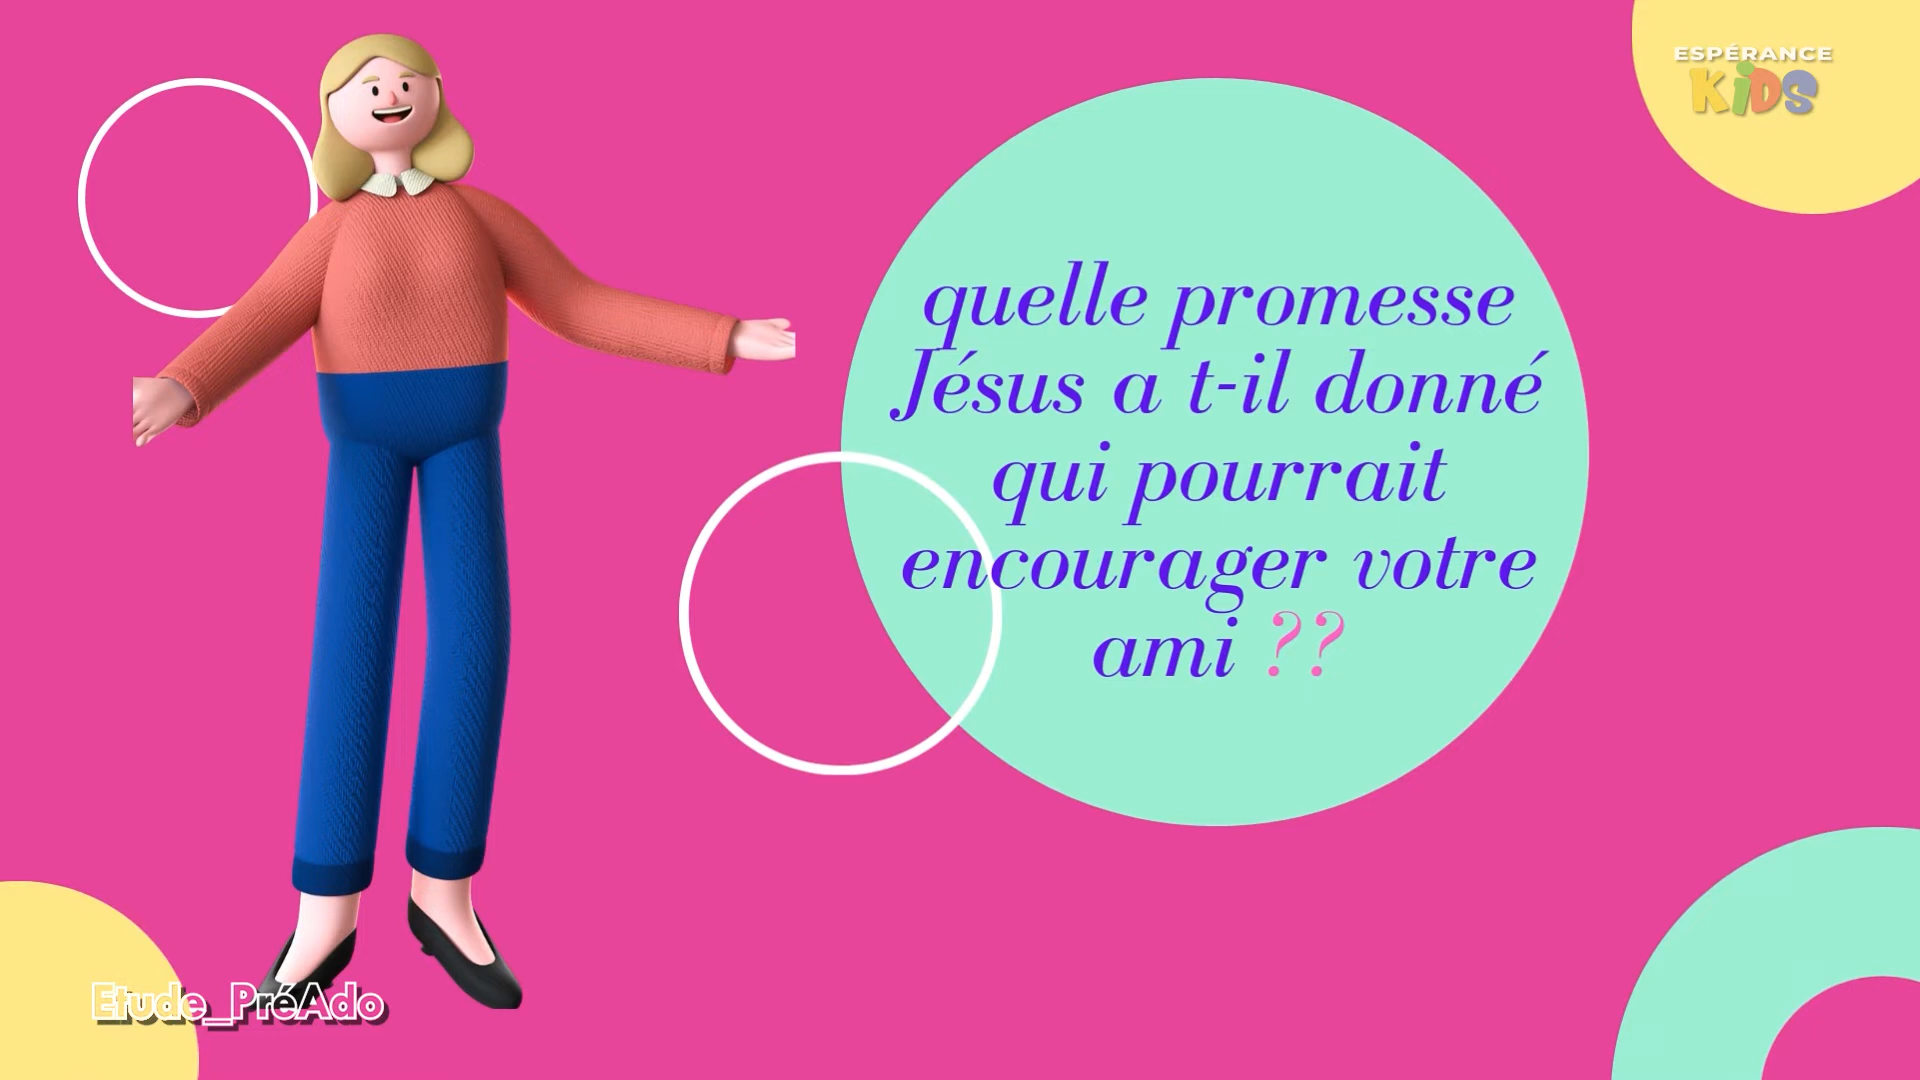 ESPÉRANCE
KiDS
quelle promesse
Jésus a t-il donné
qui pourrait
encourager votre
ami ??
Etude_PréAdo